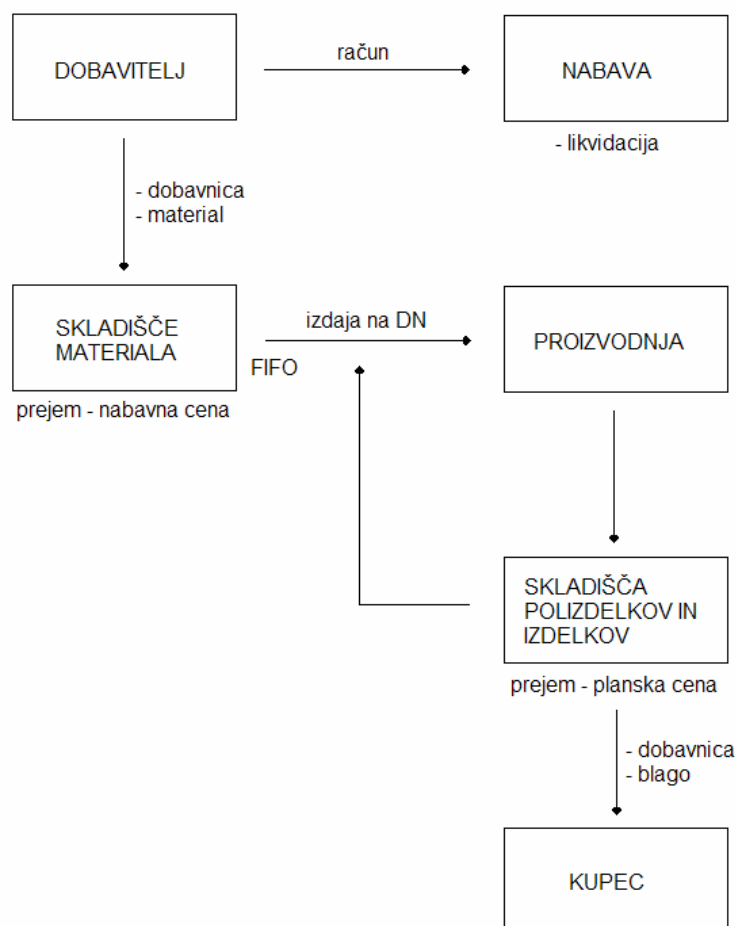 DOBAVITELJ
račun
NABAVA
- likvidacija
- dobavnica
- material
SKLADIŠČE
MATERIALA
izdaja na DN
FIFO
PROIZVODNJA
prejem - nabavna cena
SKLADIŠČA
POLIZDELKOV IN
IZDELKOV
prejem - planska cena
- dobavnica
- blago
KUPEC